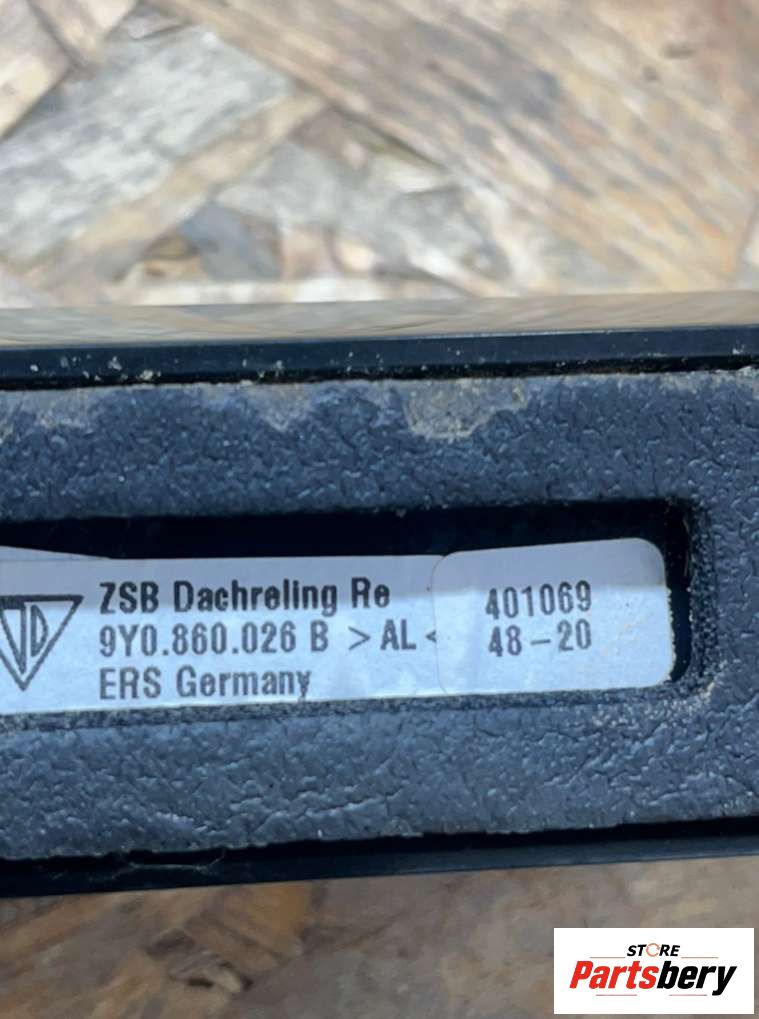 ZSB Dachreling Re
9Y0.860.026 B >AL<
ERS Germany
401069
48-20
STORE
Partsbery